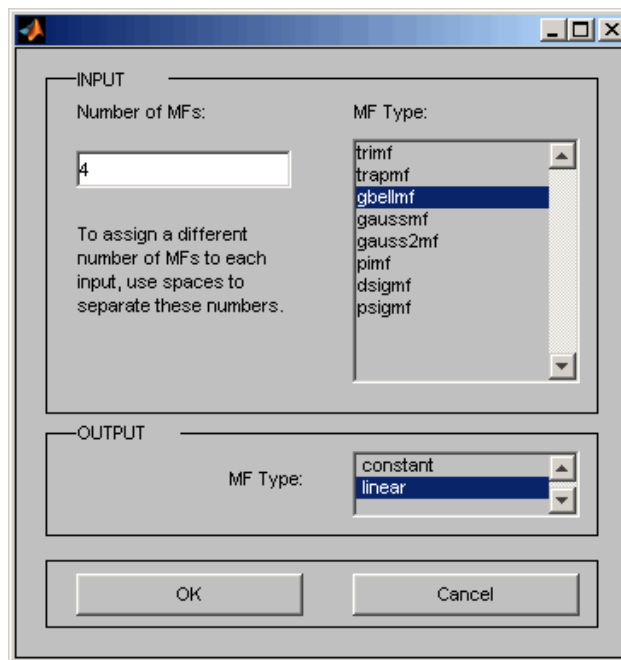 INPUT
Number of MFs:
4
To assign a different
number of MFs to each
input, use spaces to
separate these numbers.
MF Type:
trimf
trapmf
gbellmf
gaussmf
gauss2mf
pimf
dsigmf
psigmf
OUTPUT
MF Type:
constant
linear
OK
Cancel